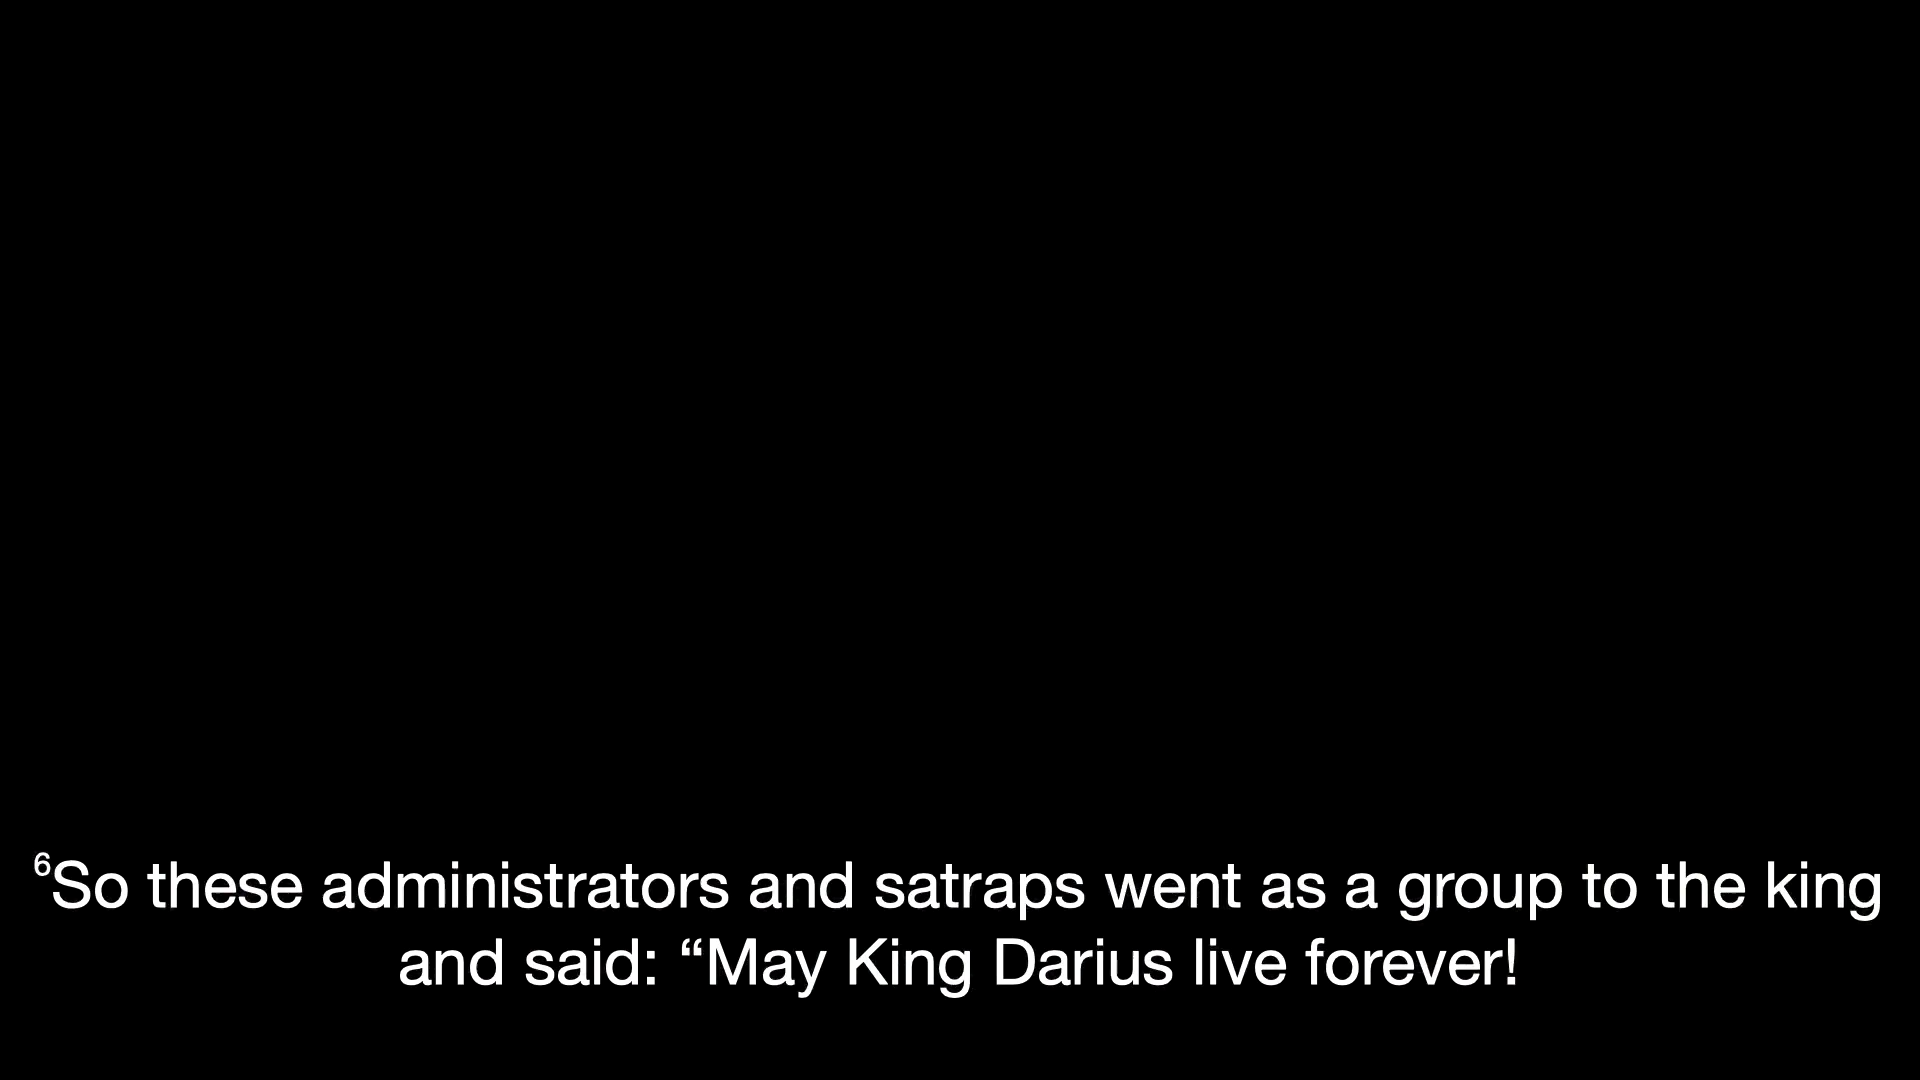 ⁶So these administrators and satraps went as a group to the king
and said: “May King Darius live forever!